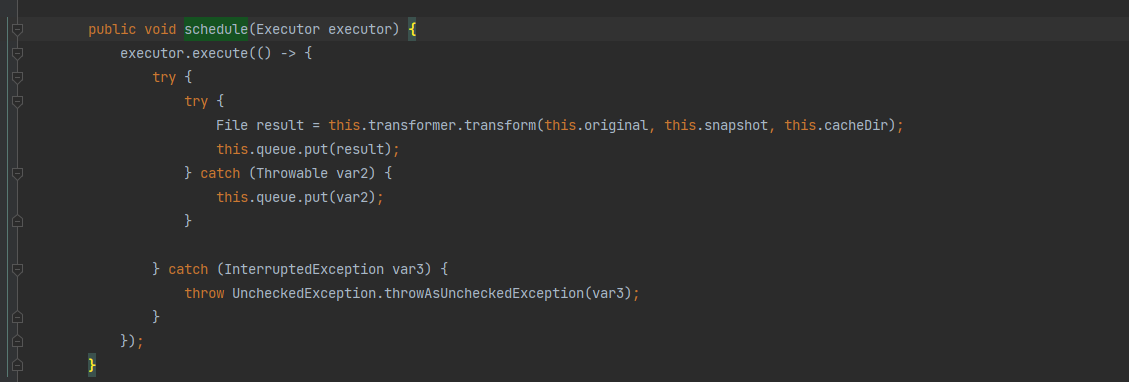 public void schedule(Executor executor) {
executor.execute(() -> {
try {
try {
File result = this.transformer.transform(this.original, this.snapshot, this.cacheDir);
this.queue.put(result);
} catch (Throwable var2) {
this.queue.put(var2);
}
} catch (InterruptedException var3) {
throw UncheckedException.throwAsUncheckedException(var3);
}
});
}